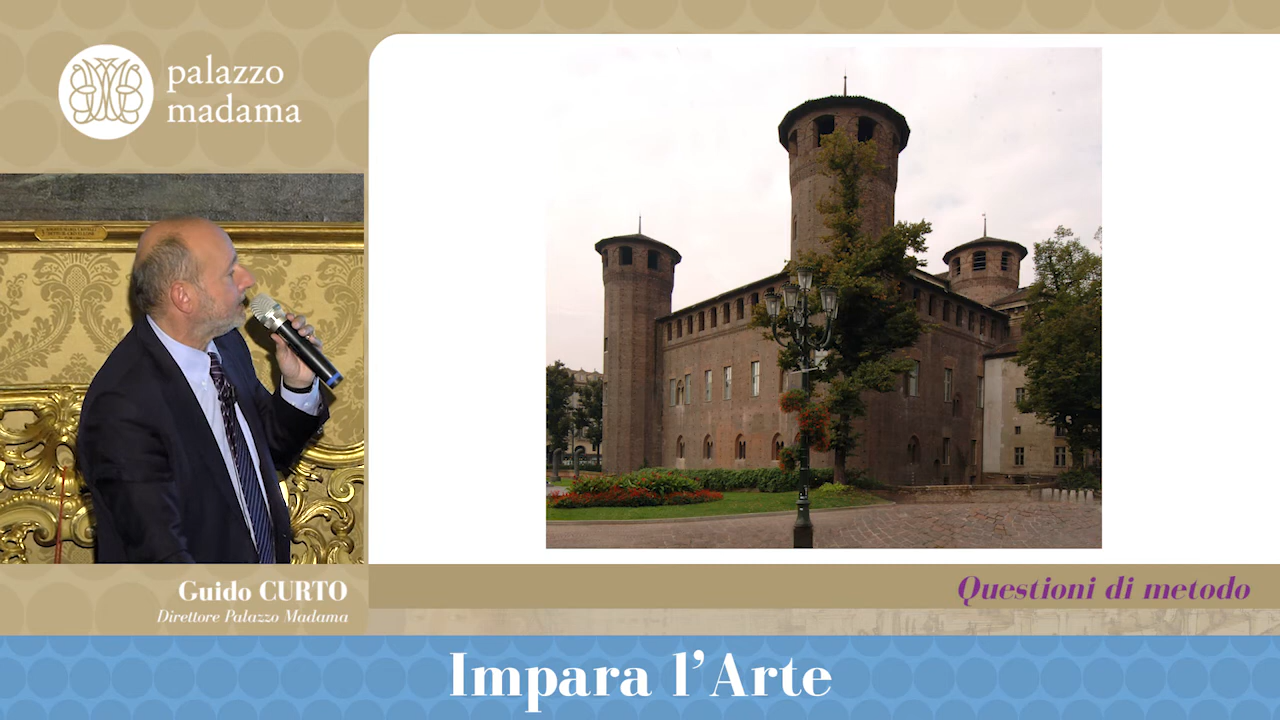 palazzo
madama
Guido CURTO
Direttore Palazzo Madama
Questioni di metodo
Impara l’Arte